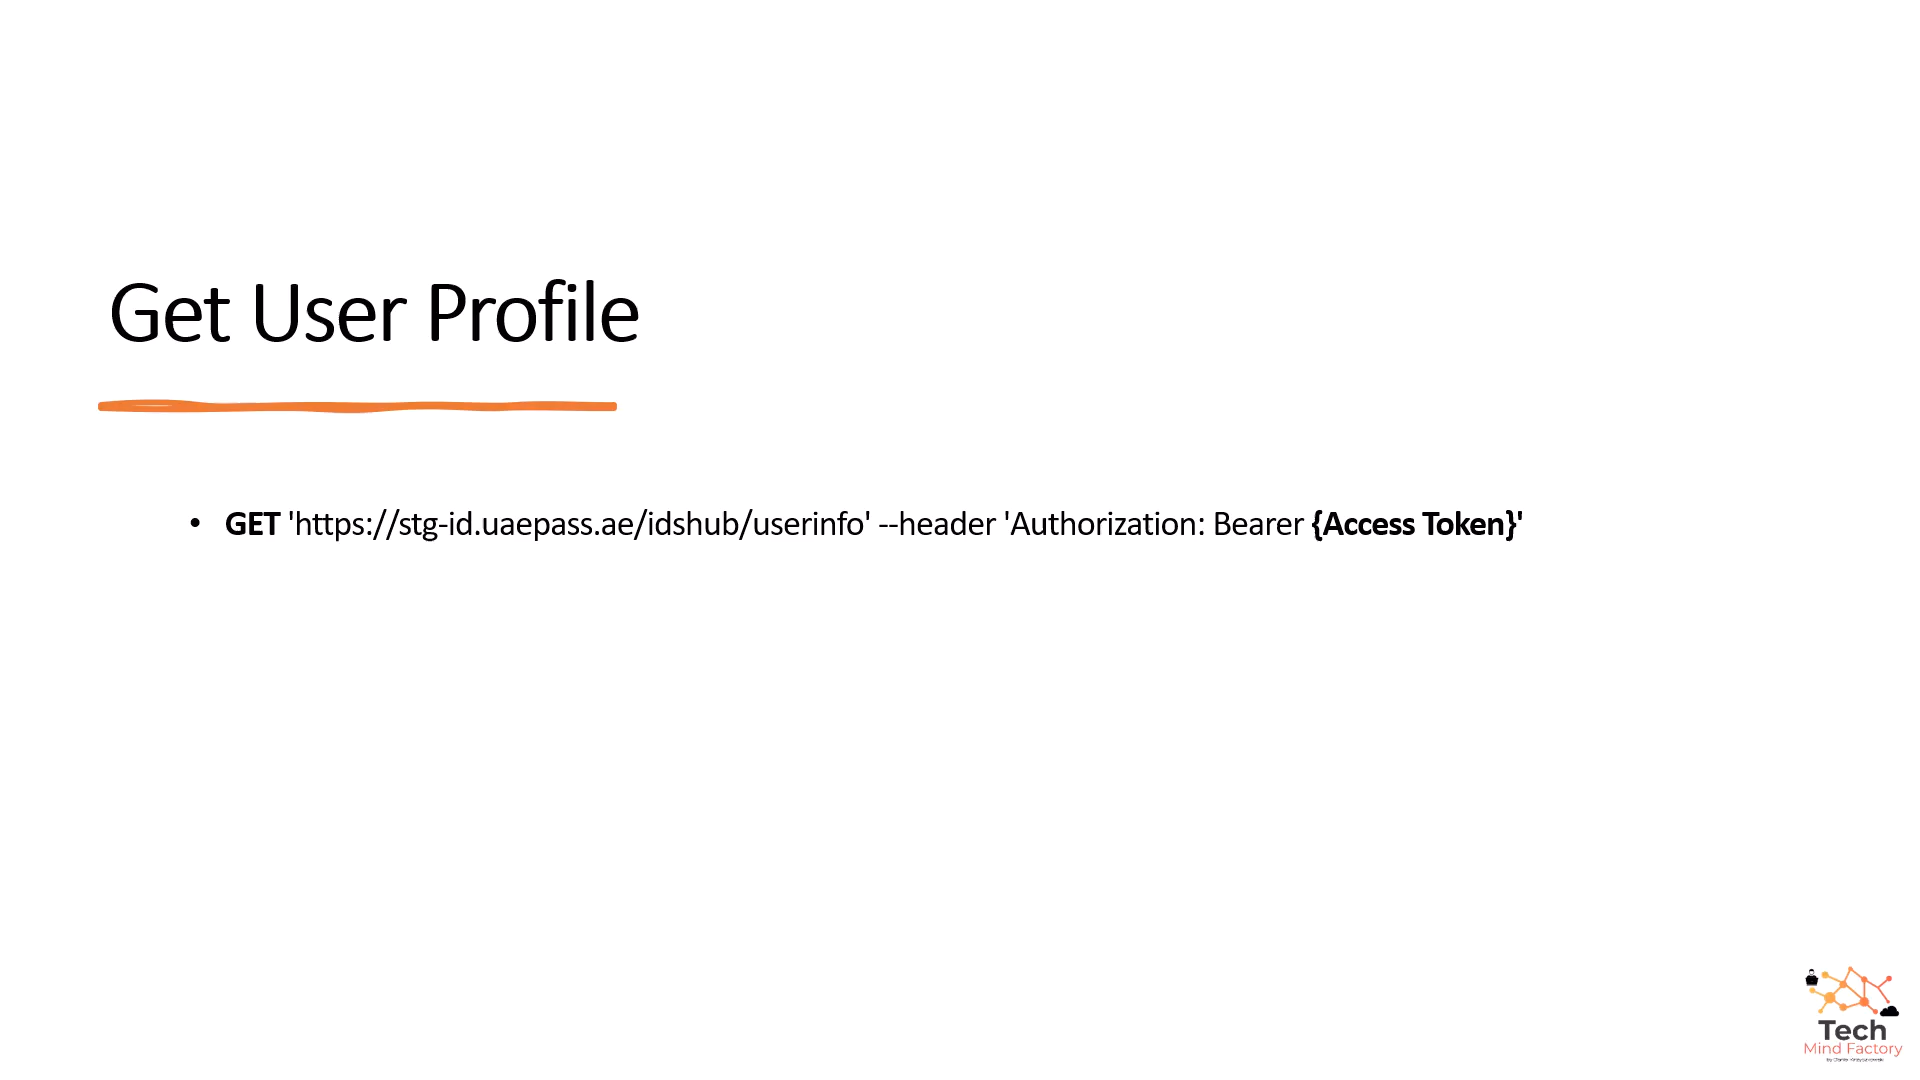 Get User Profile
• GET 'https://stg-id.uaepass.ae/idshub/userinfo' --header 'Authorization: Bearer {Access Token}'
Tech
Mind Factory